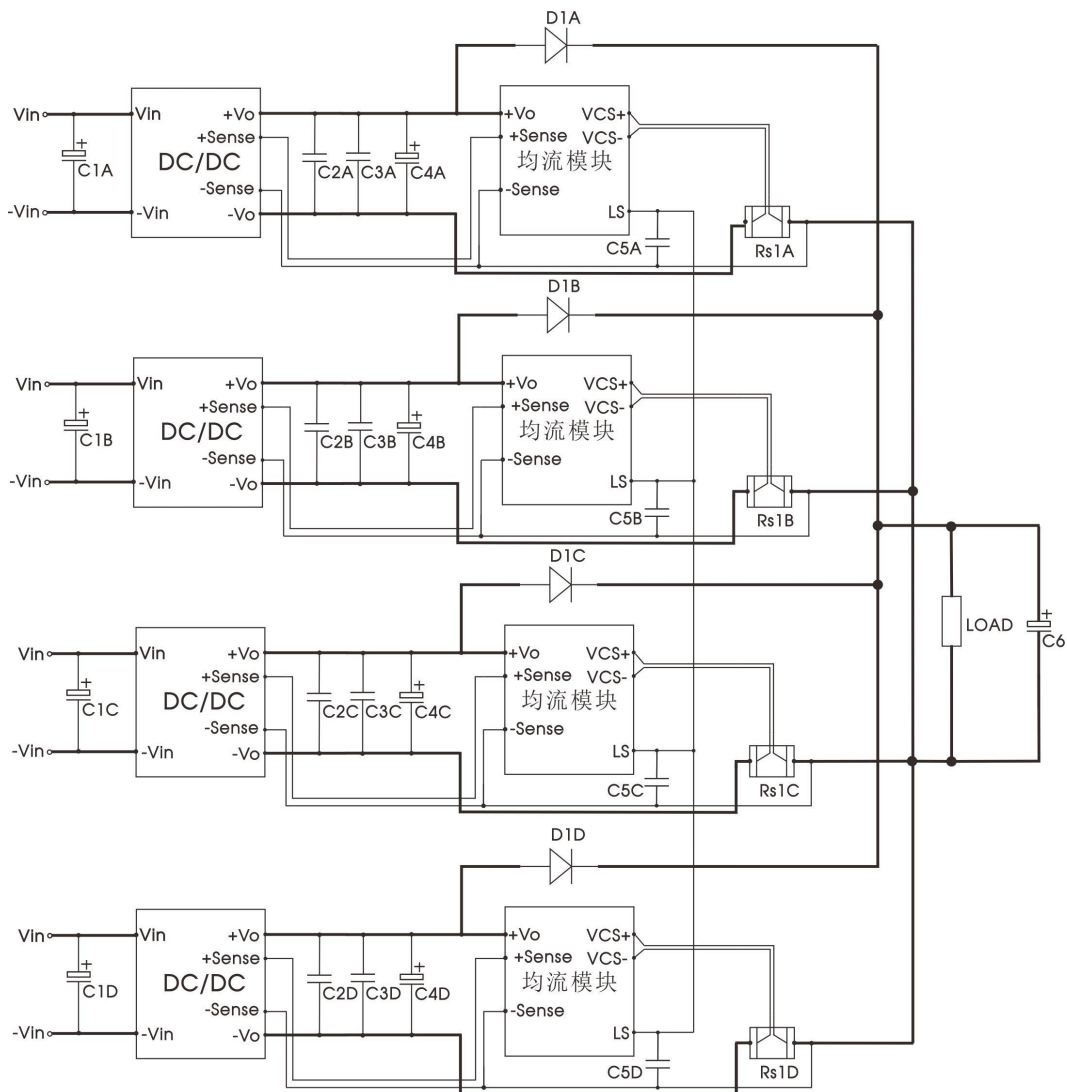 D1A
Vin Vin +Vo +Vo VCS+
+Sense +Sense VCS-
C1A DC/DC C2A C3A C4A 均流模块
-Sense -Sense
-Vin -Vin -Vo LS
C5A Rs1A
D1B
Vin Vin +Vo +Vo VCS+
+Sense +Sense VCS-
C1B DC/DC C2B C3B C4B 均流模块
-Sense -Sense
-Vin -Vin -Vo LS
C5B Rs1B
D1C
LOAD C6
Vin Vin +Vo +Vo VCS+
+Sense +Sense VCS-
C1C DC/DC C2C C3C C4C 均流模块
-Sense -Sense
-Vin -Vin -Vo LS
C5C Rs1C
D1D
Vin Vin +Vo +Vo VCS+
+Sense +Sense VCS-
C1D DC/DC C2D C3D C4D 均流模块
-Sense -Sense
-Vin -Vin -Vo LS
C5D Rs1D